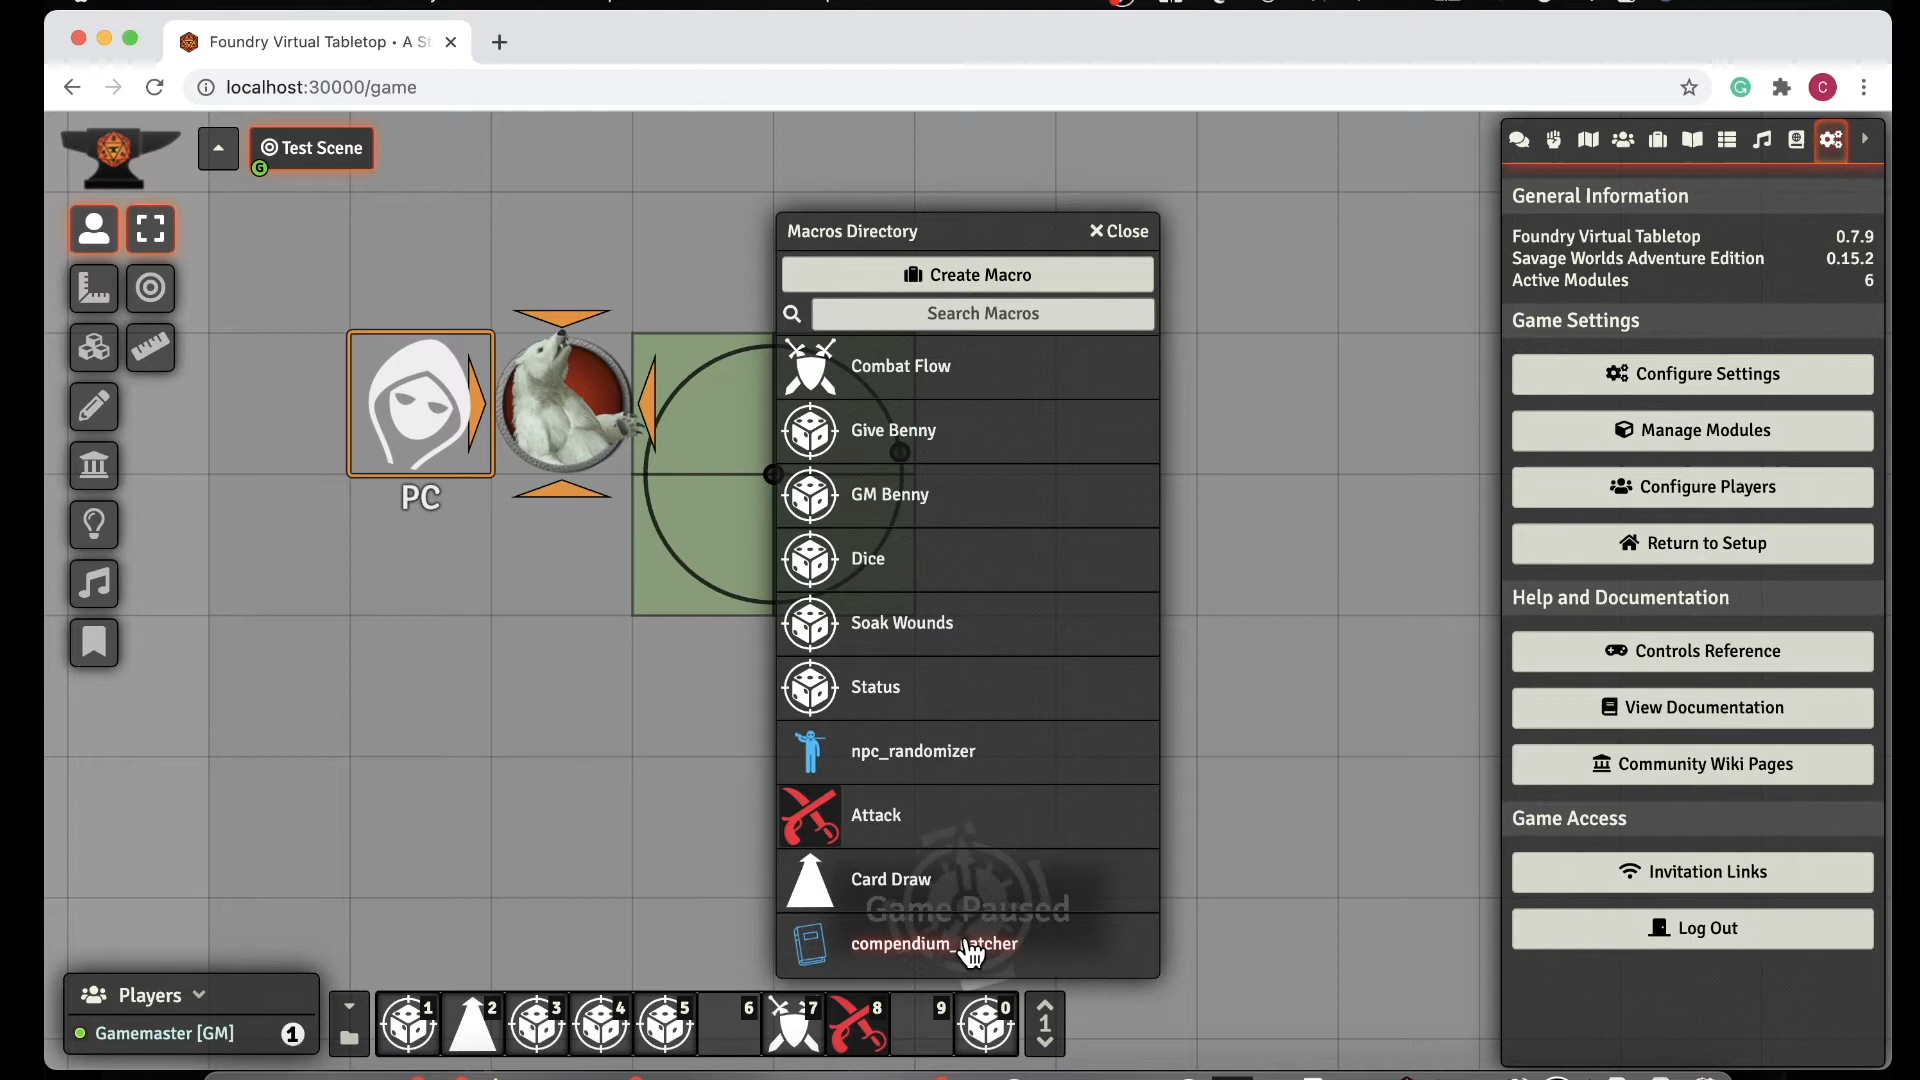 Foundry Virtual Tabletop • A St
localhost:30000/game
C
Test Scene
G
PC
Macros Directory
Close
Create Macro
Search Macros
Combat Flow
Give Benny
GM Benny
Dice
Soak Wounds
Status
npc_randomizer
Attack
Card Draw
Game Paused
General Information
Foundry Virtual Tabletop 0.7.9
Savage Worlds Adventure Edition 0.15.2
Active Modules 6
Game Settings
Configure Settings
Manage Modules
Configure Players
Return to Setup
Help and Documentation
Controls Reference
View Documentation
Community Wiki Pages
Game Access
Invitation Links
Log Out
Players
Gamemaster [GM] 1
1 2 3 4 5 6 7 8 9 0
1